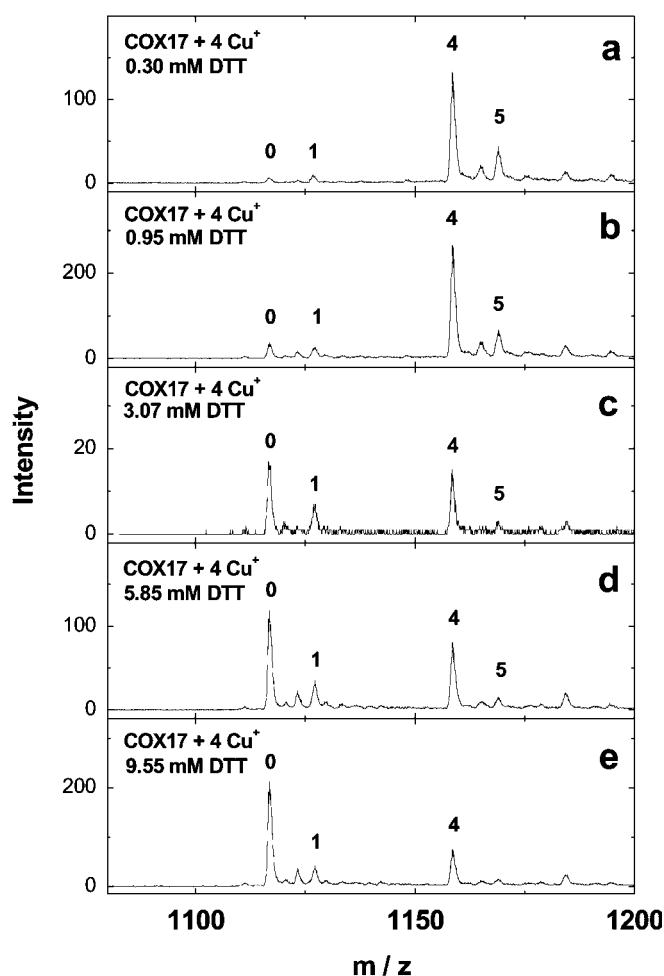 COX17 + 4 Cu⁺
0.30 mM DTT
a
4
5
0
1
100
0
COX17 + 4 Cu⁺
0.95 mM DTT
b
4
5
0
1
200
0
COX17 + 4 Cu⁺
3.07 mM DTT
c
0
1
4
5
20
0
COX17 + 4 Cu⁺
5.85 mM DTT
d
0
1
4
5
100
0
COX17 + 4 Cu⁺
9.55 mM DTT
e
0
1
4
200
0
Intensity
1100
1150
1200
m / z